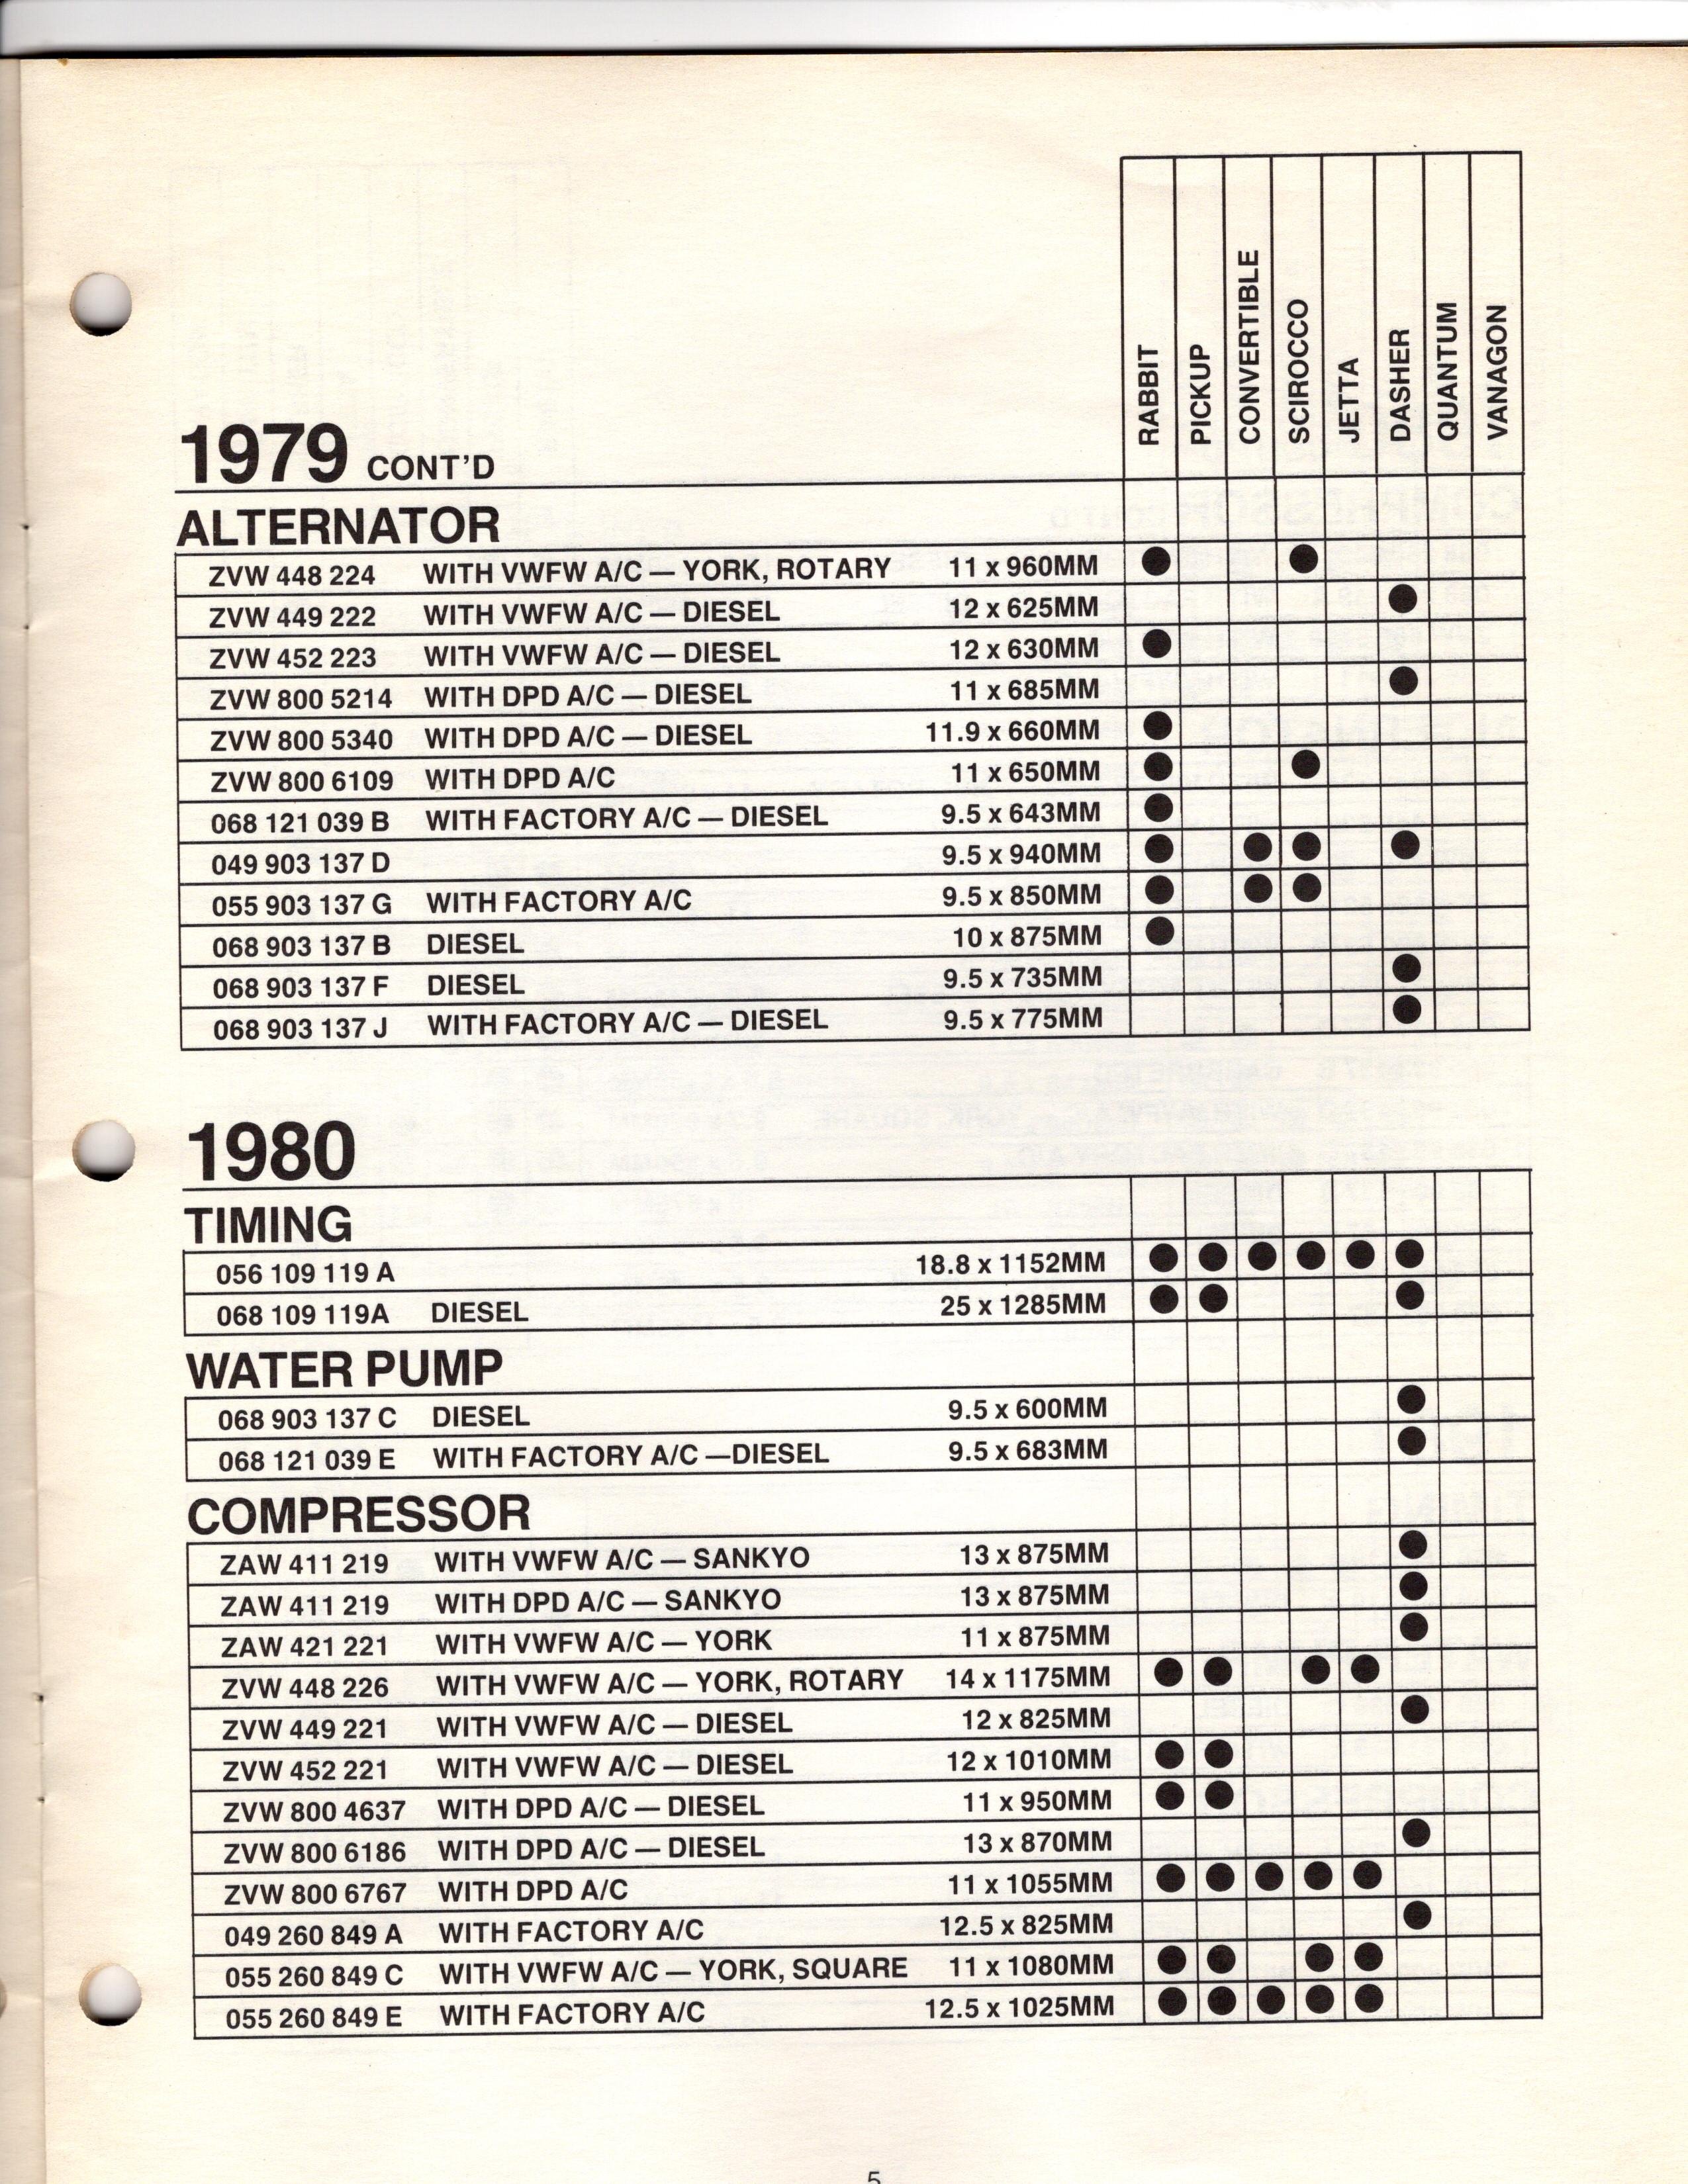 RABBIT PICKUP CONVERTIBLE SCIROCCO JETTA DASHER QUANTUM VANAGON
1979 CONT'D
ALTERNATOR
ZVW 448 224 WITH VWFW A/C — YORK, ROTARY 11 x 960MM ● ●
ZVW 449 222 WITH VWFW A/C — DIESEL 12 x 625MM ●
ZVW 452 223 WITH VWFW A/C — DIESEL 12 x 630MM ●
ZVW 800 5214 WITH DPD A/C — DIESEL 11 x 685MM ●
ZVW 800 5340 WITH DPD A/C — DIESEL 11.9 x 660MM ●
ZVW 800 6109 WITH DPD A/C 11 x 650MM ● ●
068 121 039 B WITH FACTORY A/C — DIESEL 9.5 x 643MM ●
049 903 137 D 9.5 x 940MM ● ● ● ●
055 903 137 G WITH FACTORY A/C 9.5 x 850MM ● ● ●
068 903 137 B DIESEL 10 x 875MM ●
068 903 137 F DIESEL 9.5 x 735MM ●
068 903 137 J WITH FACTORY A/C — DIESEL 9.5 x 775MM ●
1980
TIMING
056 109 119 A 18.8 x 1152MM ● ● ● ● ● ●
068 109 119A DIESEL 25 x 1285MM ● ● ●
WATER PUMP
068 903 137 C DIESEL 9.5 x 600MM ●
068 121 039 E WITH FACTORY A/C —DIESEL 9.5 x 683MM ●
COMPRESSOR
ZAW 411 219 WITH VWFW A/C — SANKYO 13 x 875MM ●
ZAW 411 219 WITH DPD A/C — SANKYO 13 x 875MM ●
ZAW 421 221 WITH VWFW A/C — YORK 11 x 875MM ●
ZVW 448 226 WITH VWFW A/C — YORK, ROTARY 14 x 1175MM ● ● ● ●
ZVW 449 221 WITH VWFW A/C — DIESEL 12 x 825MM ●
ZVW 452 221 WITH VWFW A/C — DIESEL 12 x 1010MM ● ●
ZVW 800 4637 WITH DPD A/C — DIESEL 11 x 950MM ● ●
ZVW 800 6186 WITH DPD A/C — DIESEL 13 x 870MM ●
ZVW 800 6767 WITH DPD A/C 11 x 1055MM ● ● ● ● ●
049 260 849 A WITH FACTORY A/C 12.5 x 825MM ●
055 260 849 C WITH VWFW A/C — YORK, SQUARE 11 x 1080MM ● ● ● ●
055 260 849 E WITH FACTORY A/C 12.5 x 1025MM ● ● ● ● ●
5